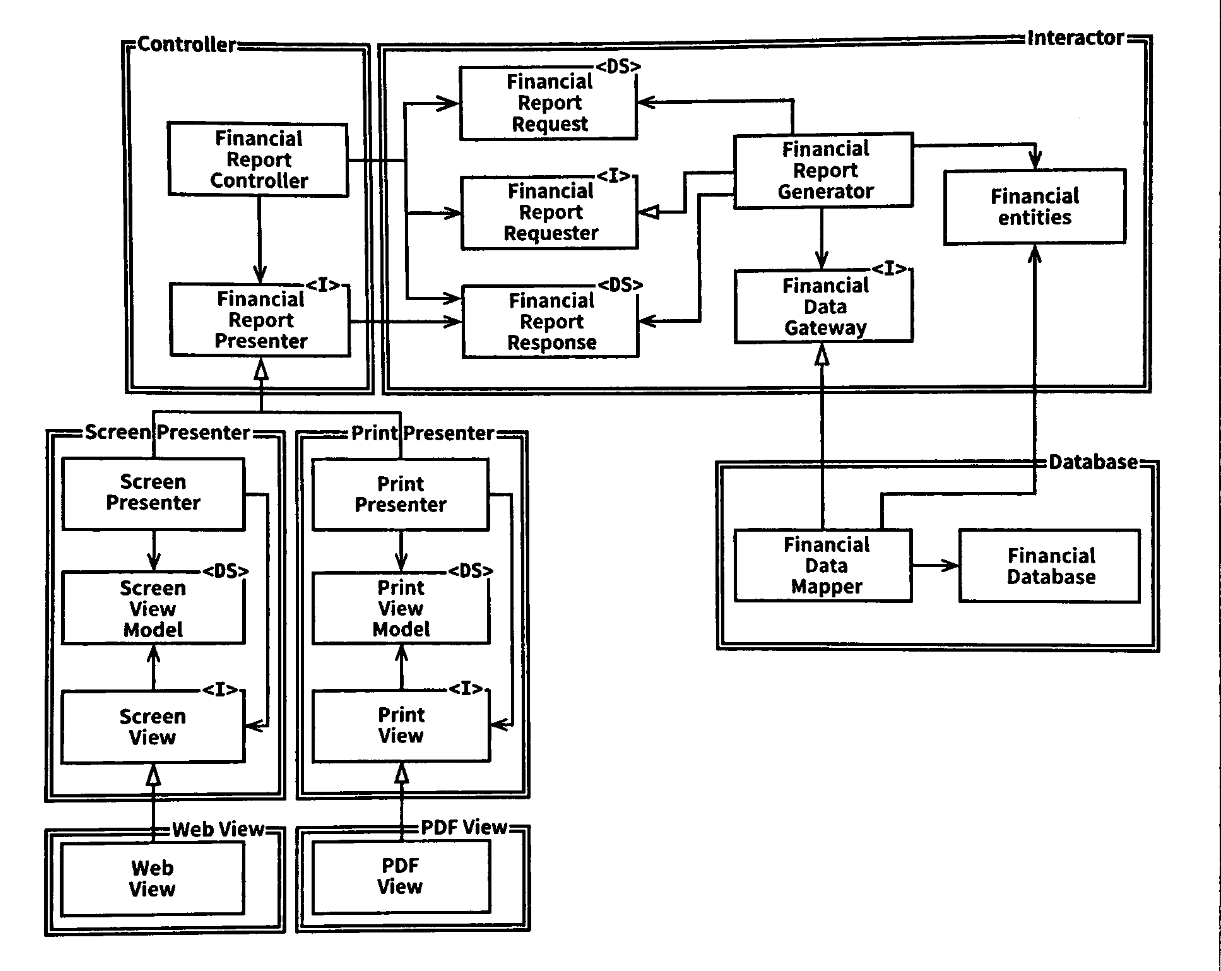 Controller
Interactor
<DS>
Financial
Report
Request
Financial
Report
Controller
Financial
Report
Generator
<I>
Financial
Report
Requester
Financial
entities
<I>
Financial
Report
Presenter
<DS>
Financial
Report
Response
<I>
Financial
Data
Gateway
Screen Presenter
Print Presenter
Database
Screen
Presenter
Print
Presenter
Financial
Data
Mapper
Financial
Database
<DS>
Screen
View
Model
<DS>
Print
View
Model
<I>
Screen
View
<I>
Print
View
Web View
PDF View
Web
View
PDF
View